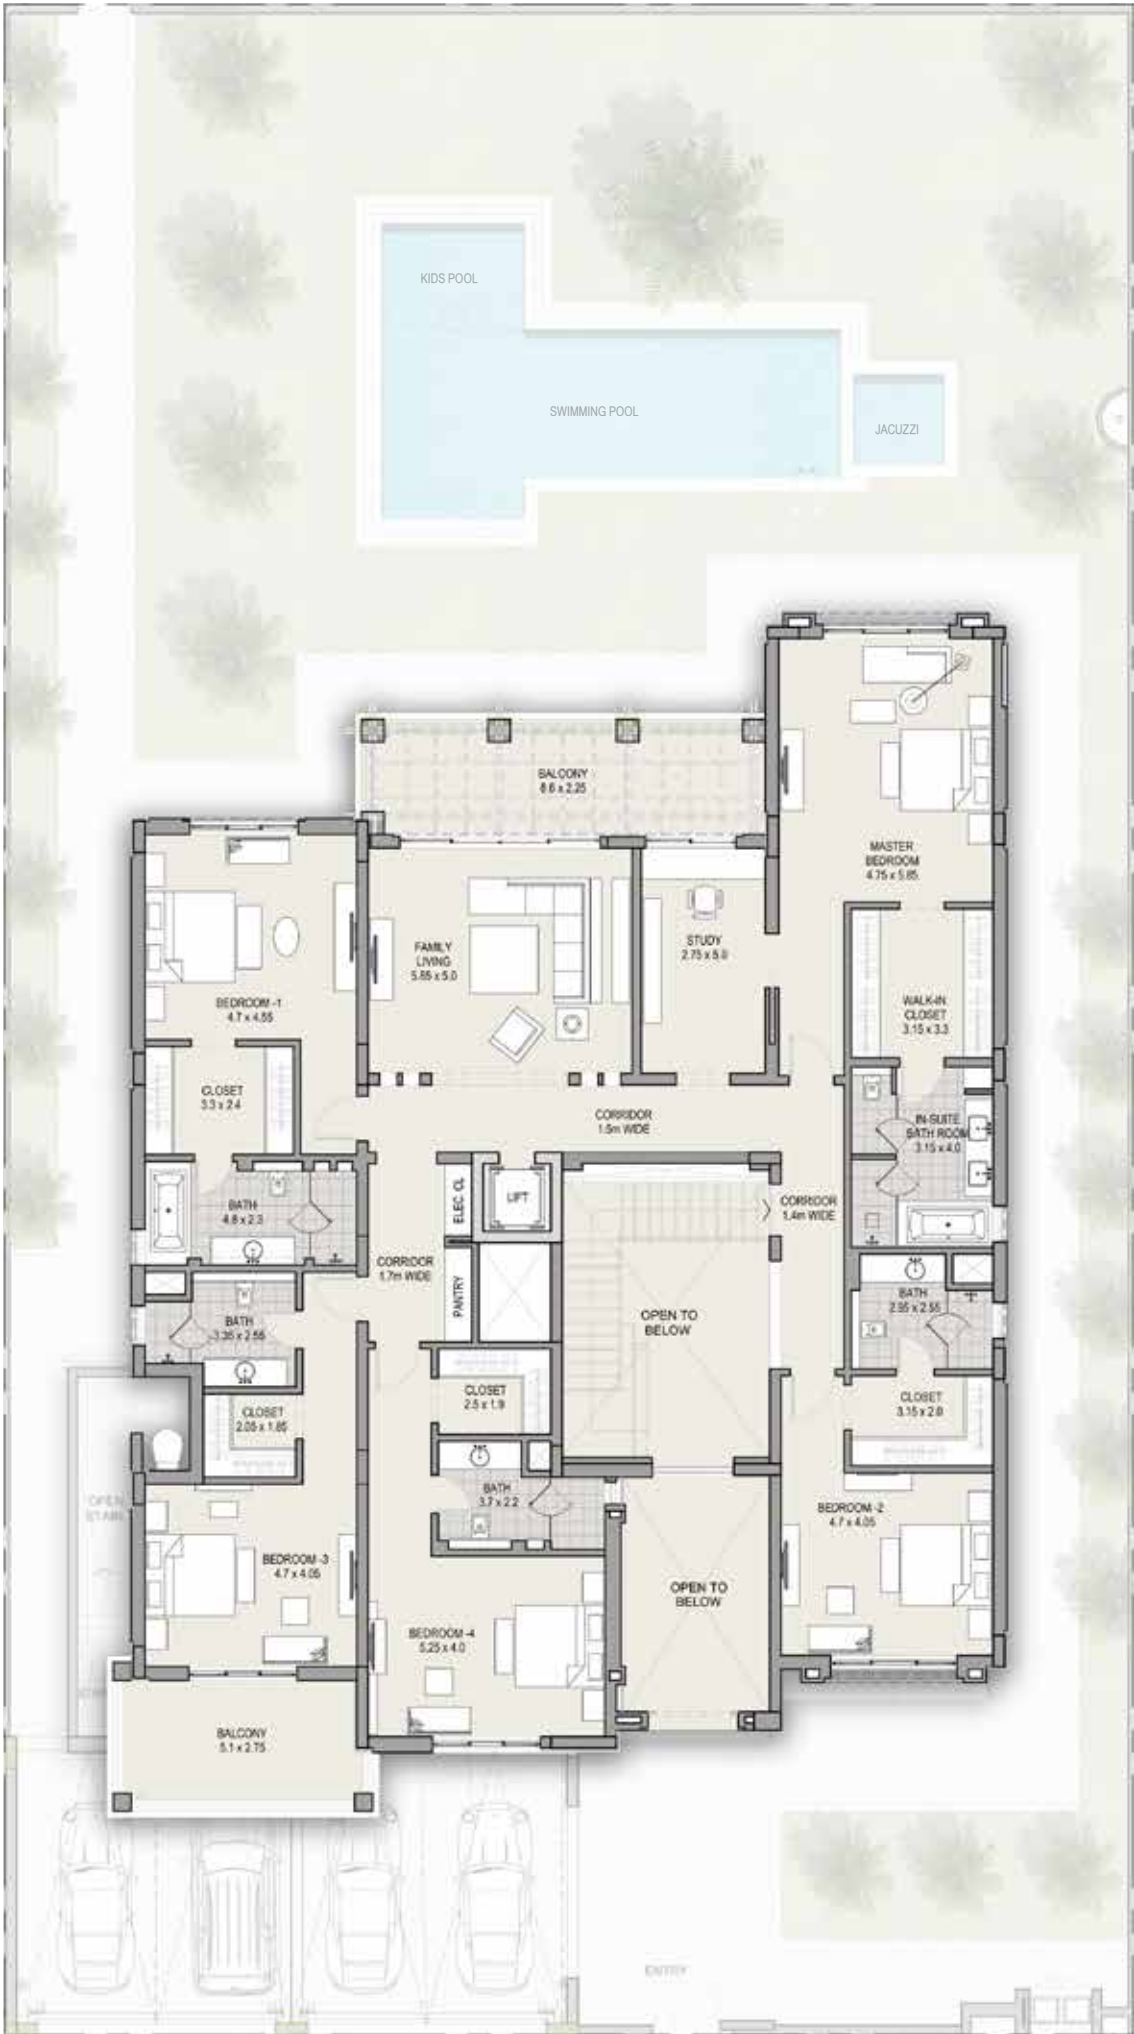 KIDS POOL
SWIMMING POOL
JACUZZI
BALCONY
8.6 x 2.25
MASTER
BEDROOM
4.75 x 5.85
FAMILY
LIVING
5.85 x 5.0
STUDY
2.75 x 5.0
BEDROOM -1
4.7 x 4.55
WALK-IN
CLOSET
3.15 x 3.3
CLOSET
3.3 x 2.4
CORRIDOR
1.5m WIDE
IN-SUITE
BATH ROOM
3.15 x 4.0
BATH
4.8 x 2.3
ELEC. CL
LIFT
CORRIDOR
1.4m WIDE
CORRIDOR
1.7m WIDE
PANTRY
OPEN TO
BELOW
BATH
2.95 x 2.55
BATH
3.35 x 2.55
CLOSET
2.5 x 1.9
CLOSET
3.15 x 2.0
CLOSET
2.05 x 1.85
BATH
3.7 x 2.2
OPEN
STAIR
BEDROOM -2
4.7 x 4.05
BEDROOM -3
4.7 x 4.05
OPEN TO
BELOW
BEDROOM -4
5.25 x 4.0
BALCONY
5.1 x 2.75
ENTRY